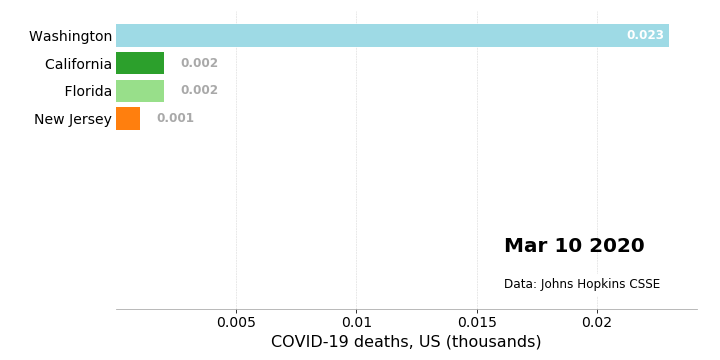 Washington 0.023
California 0.002
Florida 0.002
New Jersey 0.001
Mar 10 2020
Data: Johns Hopkins CSSE
0.005 0.01 0.015 0.02
COVID-19 deaths, US (thousands)